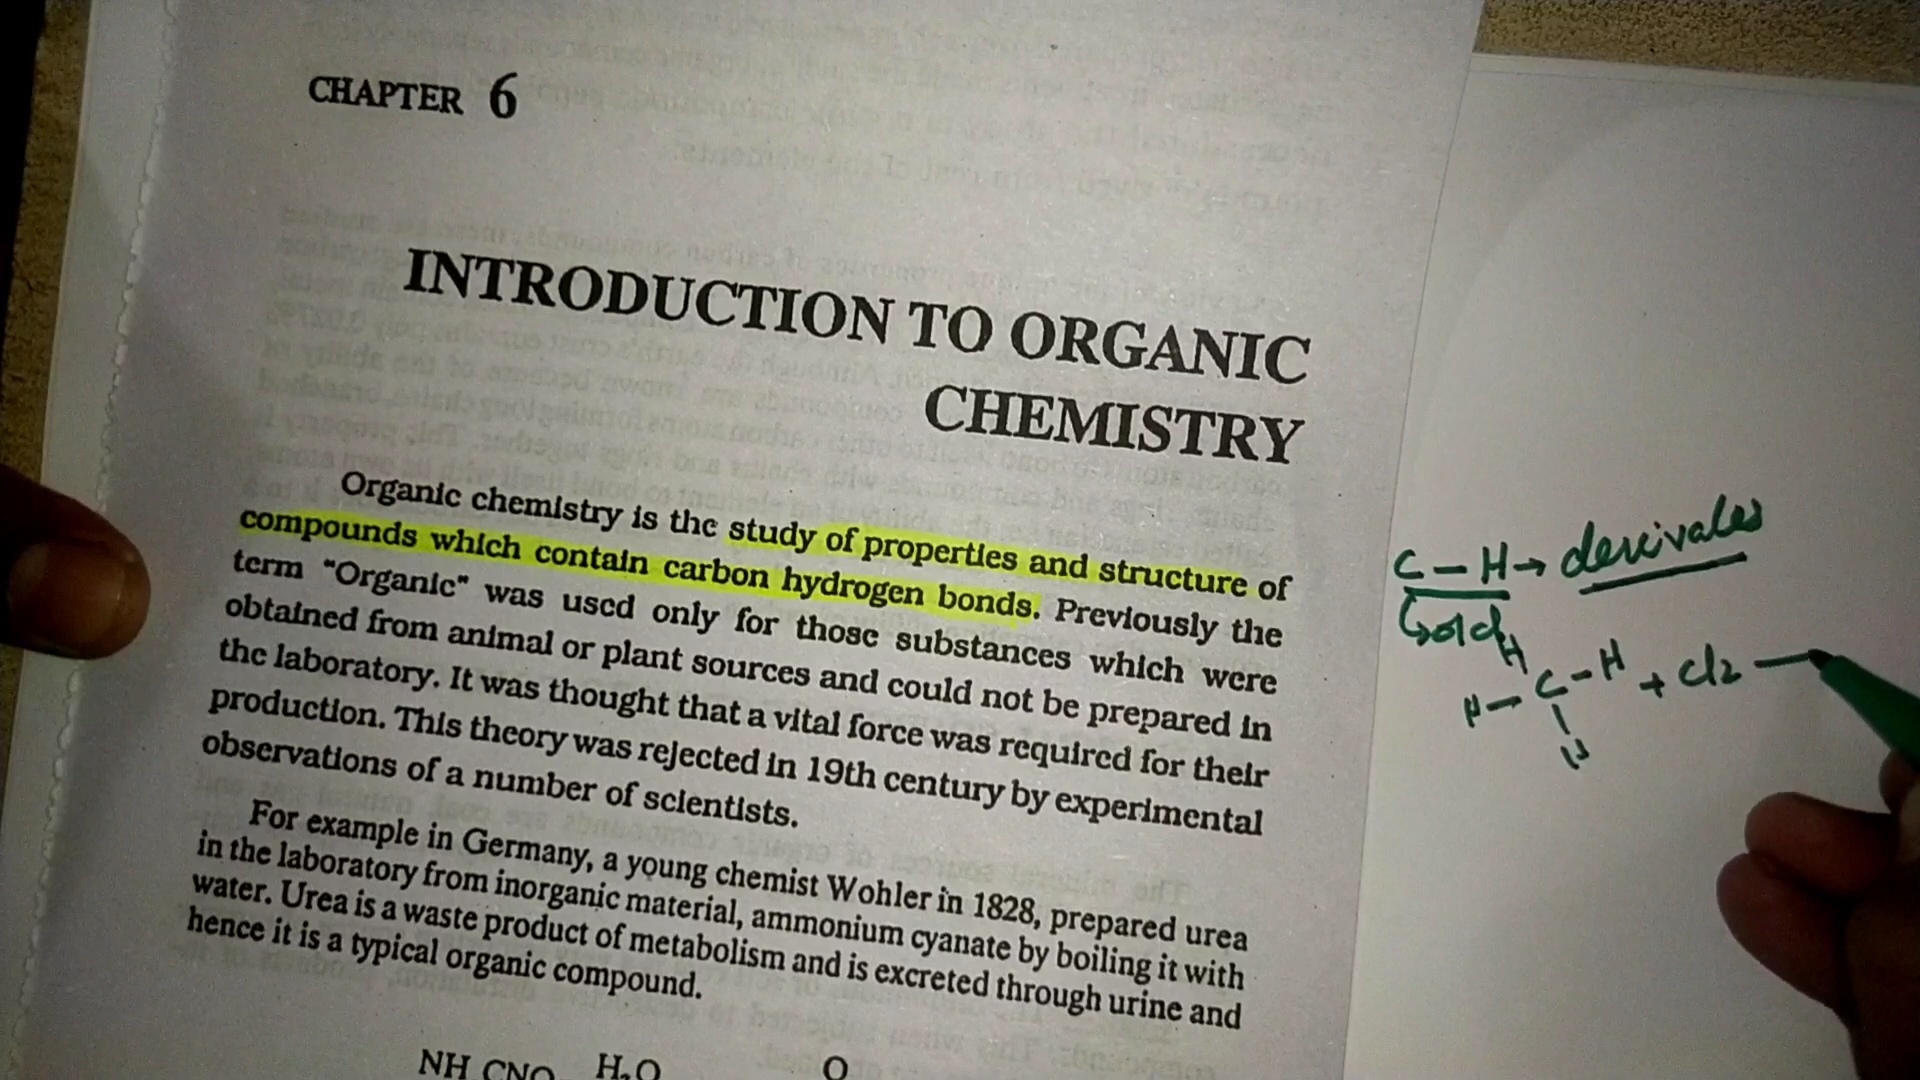 CHAPTER 6
INTRODUCTION TO ORGANIC
CHEMISTRY
Organic chemistry is the study of properties and structure of
compounds which contain carbon hydrogen bonds. Previously the
term "Organic" was used only for those substances which were
obtained from animal or plant sources and could not be prepared in
the laboratory. It was thought that a vital force was required for their
production. This theory was rejected in 19th century by experimental
observations of a number of scientists.
For example in Germany, a young chemist Wohler in 1828, prepared urea
in the laboratory from inorganic material, ammonium cyanate by boiling it with
water. Urea is a waste product of metabolism and is excreted through urine and
hence it is a typical organic compound.
NH CNO H₂O O
C - H → derivates
H
H - C - H + Cl2 —
H